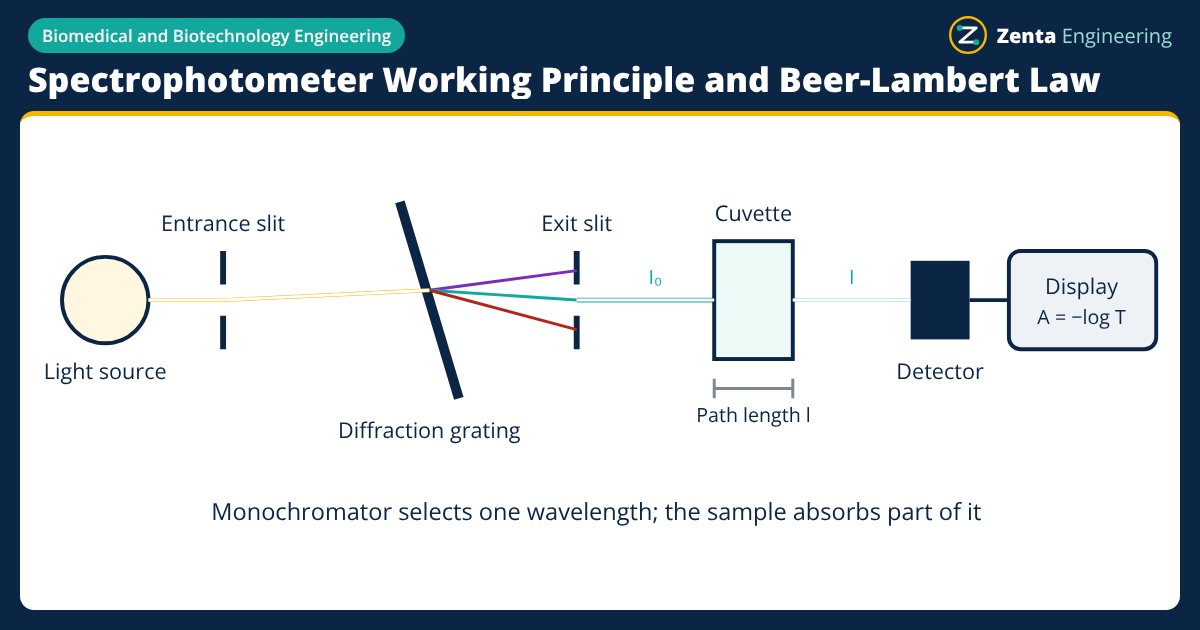 Biomedical and Biotechnology Engineering
Zenta Engineering
Spectrophotometer Working Principle and Beer-Lambert Law
Entrance slit
Exit slit
Cuvette
I₀
I
Display
A = −log T
Light source
Detector
Path length l
Diffraction grating
Monochromator selects one wavelength; the sample absorbs part of it